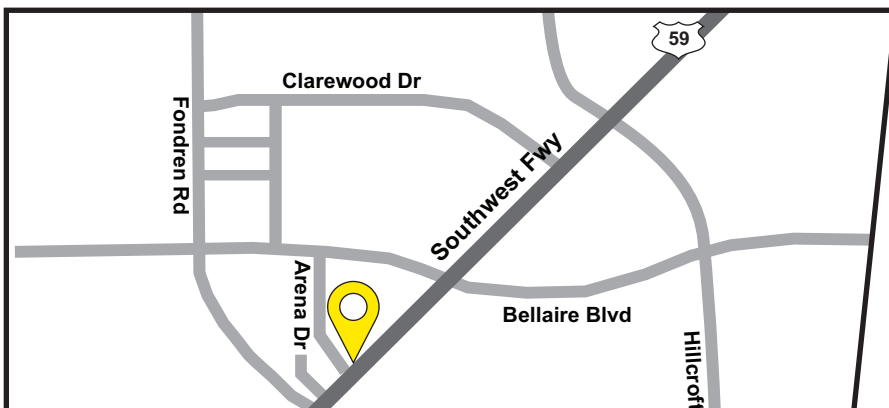 59
Clarewood Dr
Fondren Rd
Southwest Fwy
Arena Dr
Bellaire Blvd
Hillcroft